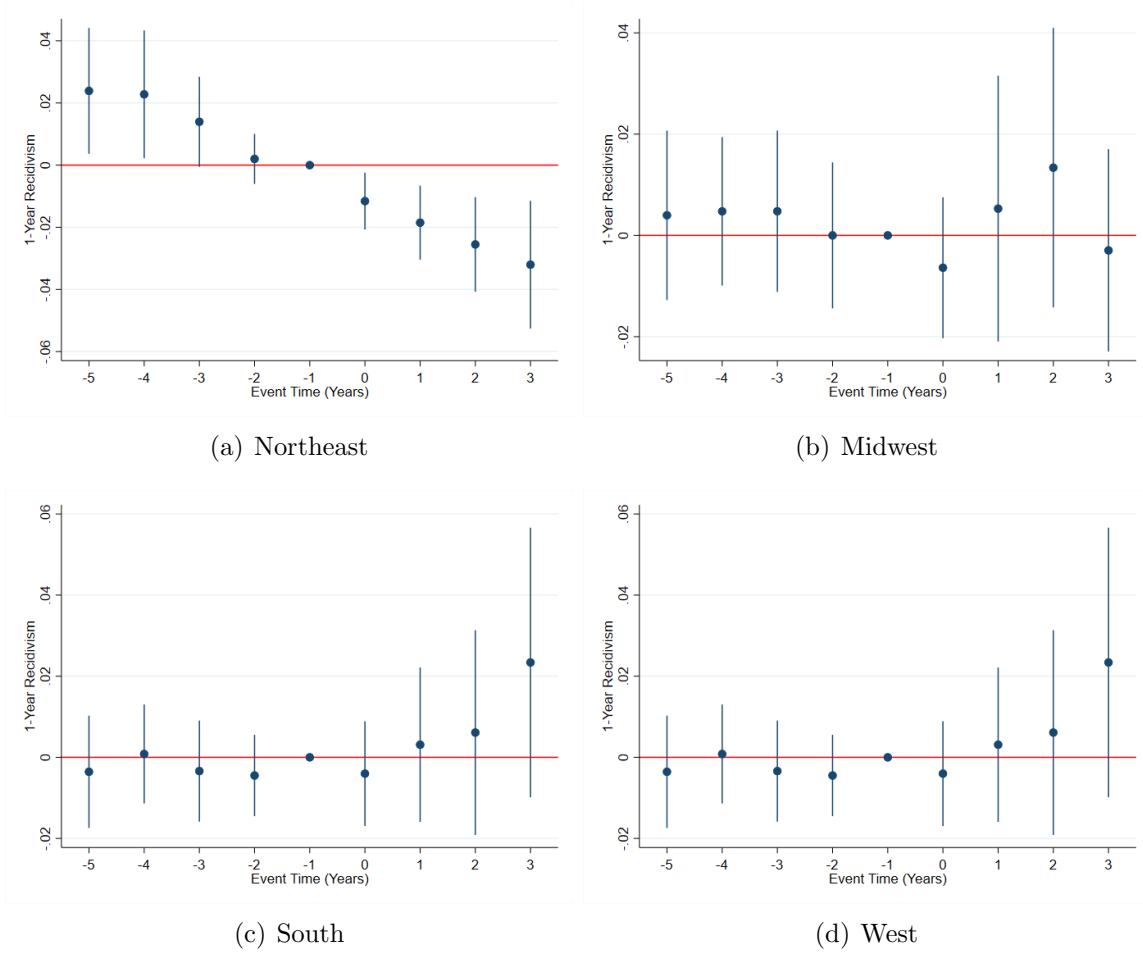 .04
.02
0
-.02
-.04
-.06
1-Year Recidivism
-5 -4 -3 -2 -1 0 1 2 3
Event Time (Years)
(a) Northeast
.04
.02
0
-.02
1-Year Recidivism
-5 -4 -3 -2 -1 0 1 2 3
Event Time (Years)
(b) Midwest
.06
.04
.02
0
-.02
1-Year Recidivism
-5 -4 -3 -2 -1 0 1 2 3
Event Time (Years)
(c) South
.06
.04
.02
0
-.02
1-Year Recidivism
-5 -4 -3 -2 -1 0 1 2 3
Event Time (Years)
(d) West